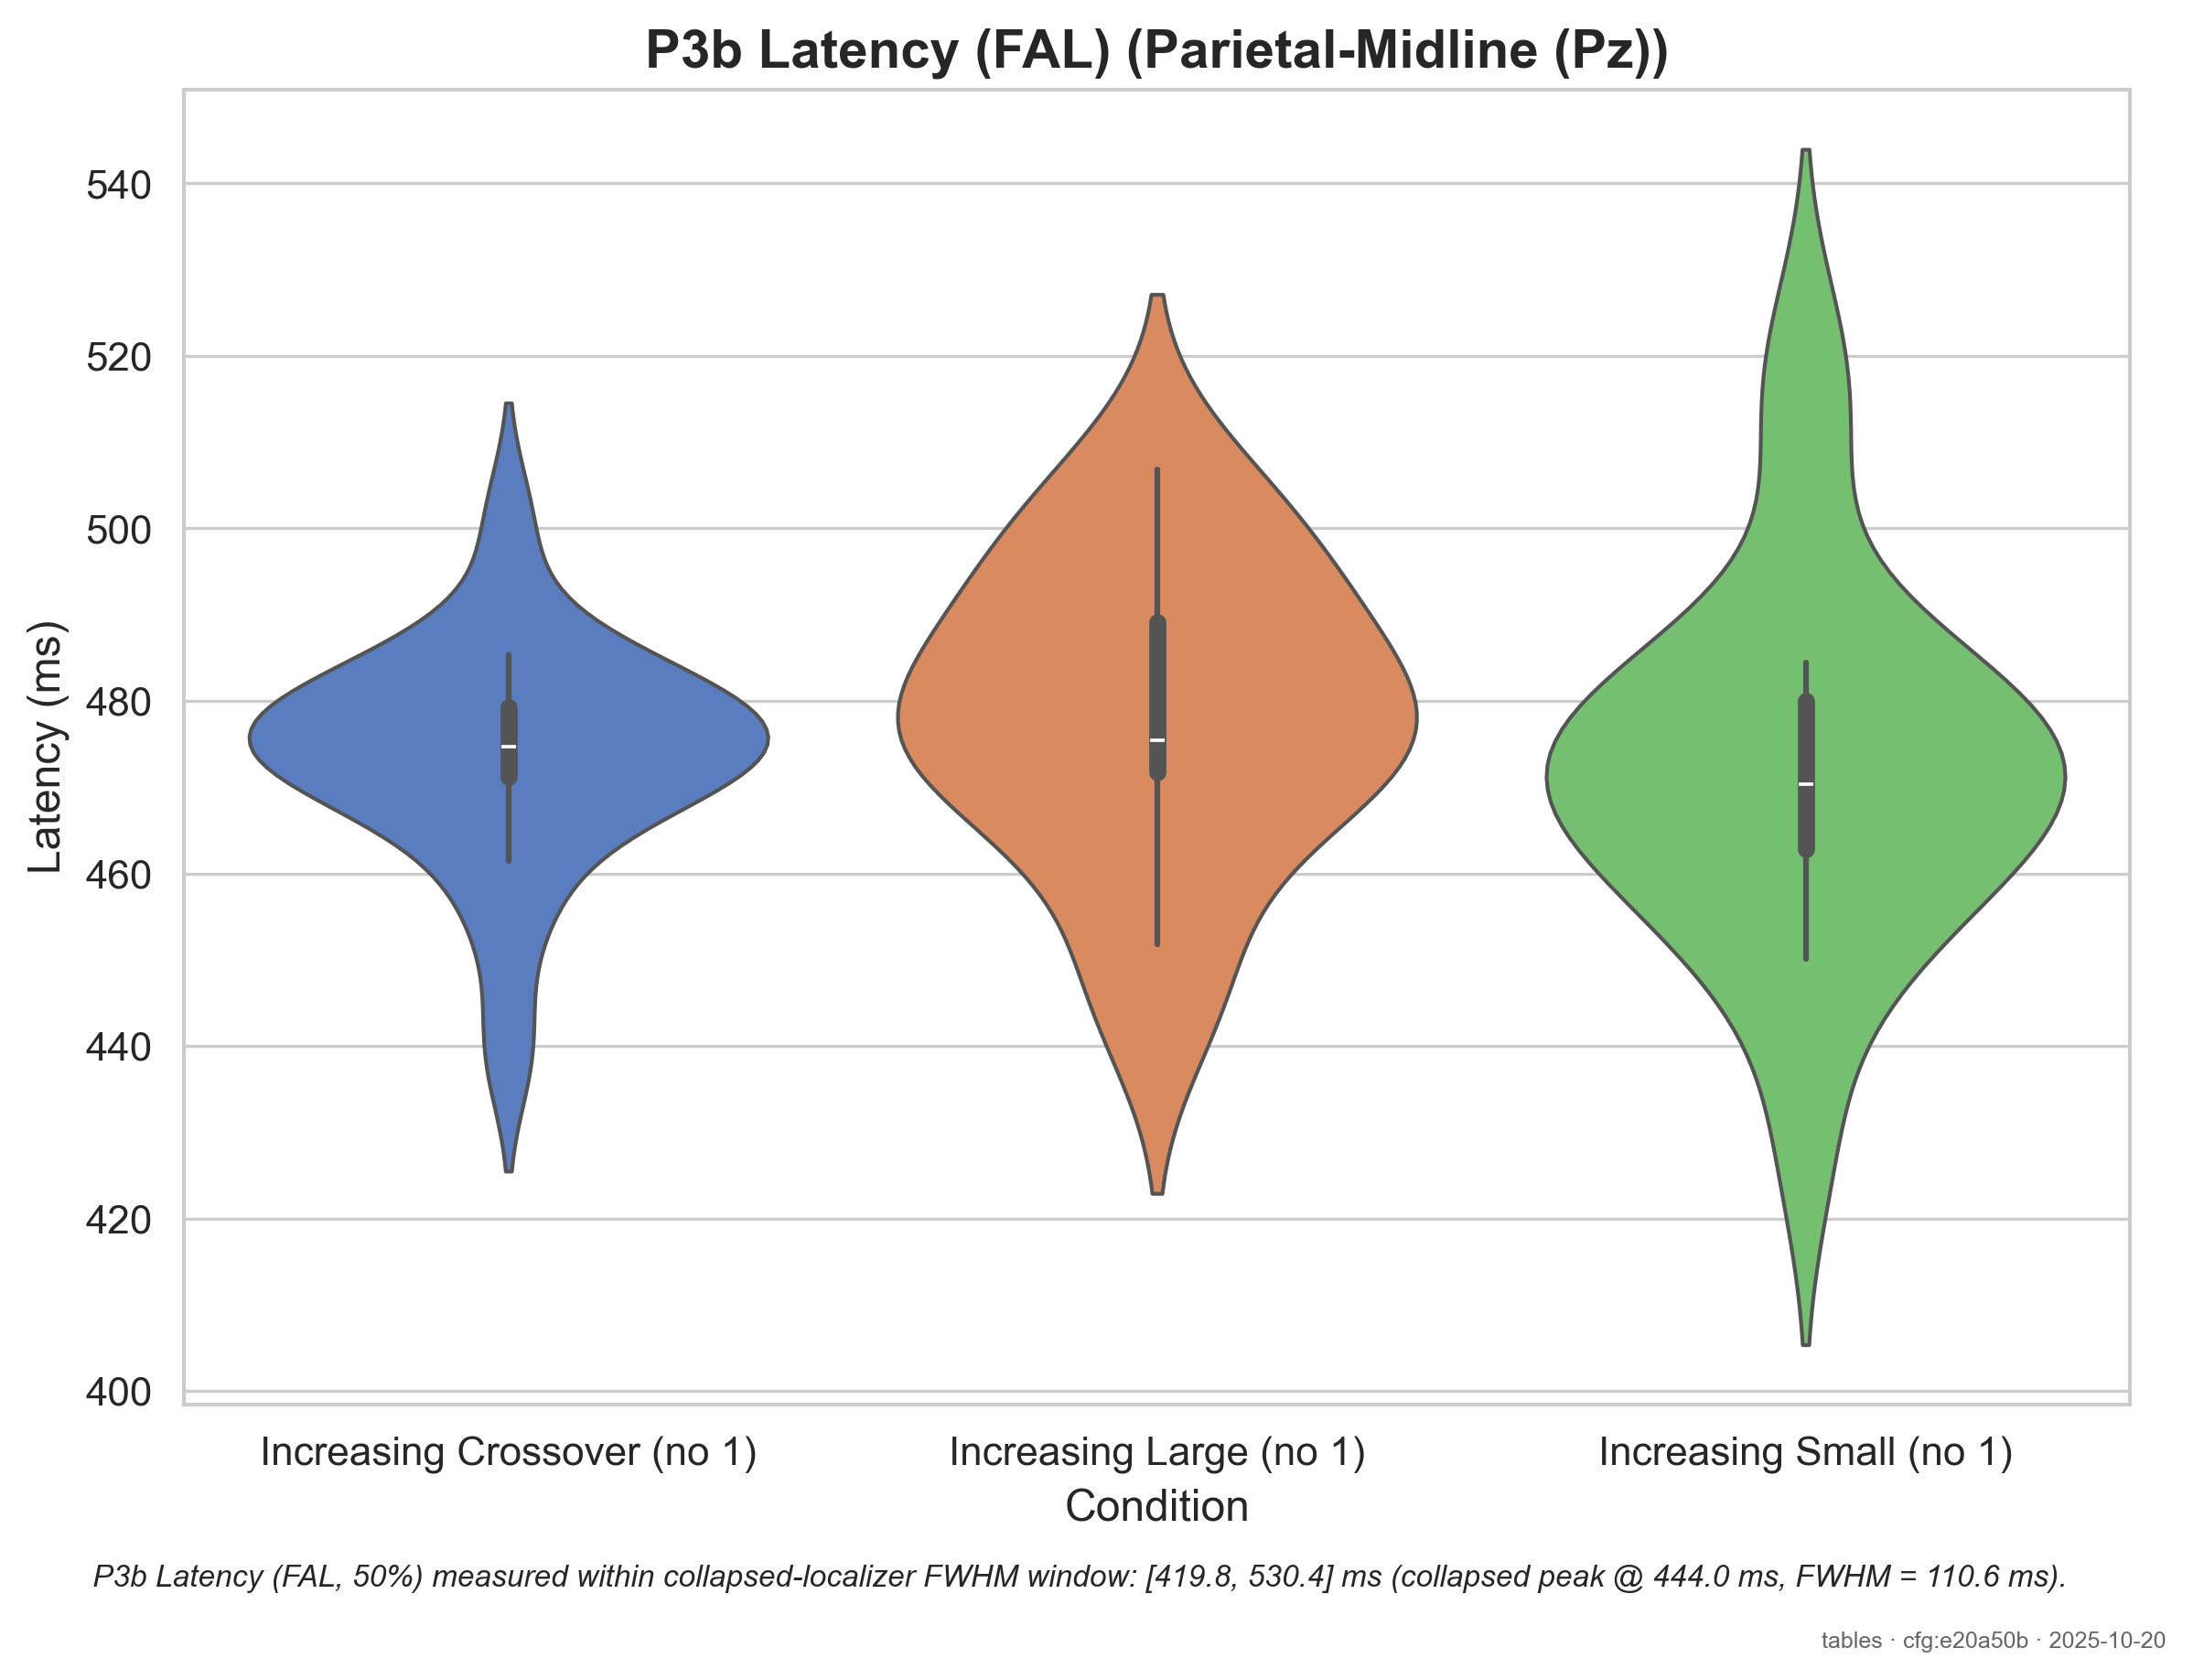 P3b Latency (FAL) (Parietal-Midline (Pz))
Latency (ms)
540
520
500
480
460
440
420
400
Increasing Crossover (no 1)
Increasing Large (no 1)
Increasing Small (no 1)
Condition
P3b Latency (FAL, 50%) measured within collapsed-localizer FWHM window: [419.8, 530.4] ms (collapsed peak @ 444.0 ms, FWHM = 110.6 ms).
tables · cfg:e20a50b · 2025-10-20